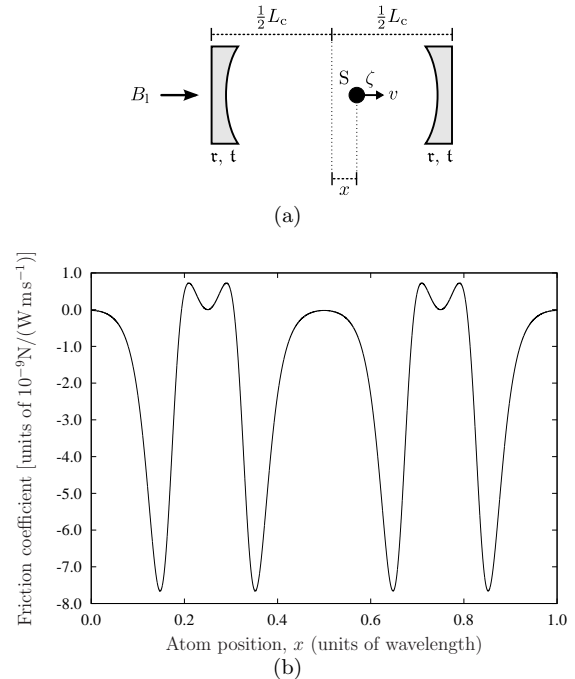 ½L_c ½L_c
B_l S ζ v
𝔯, 𝔱 𝔯, 𝔱
x
(a)
Friction coefficient [units of 10⁻⁹N/(W m s⁻¹)]
1.0
0.0
-1.0
-2.0
-3.0
-4.0
-5.0
-6.0
-7.0
-8.0
0.0 0.2 0.4 0.6 0.8 1.0
Atom position, x (units of wavelength)
(b)